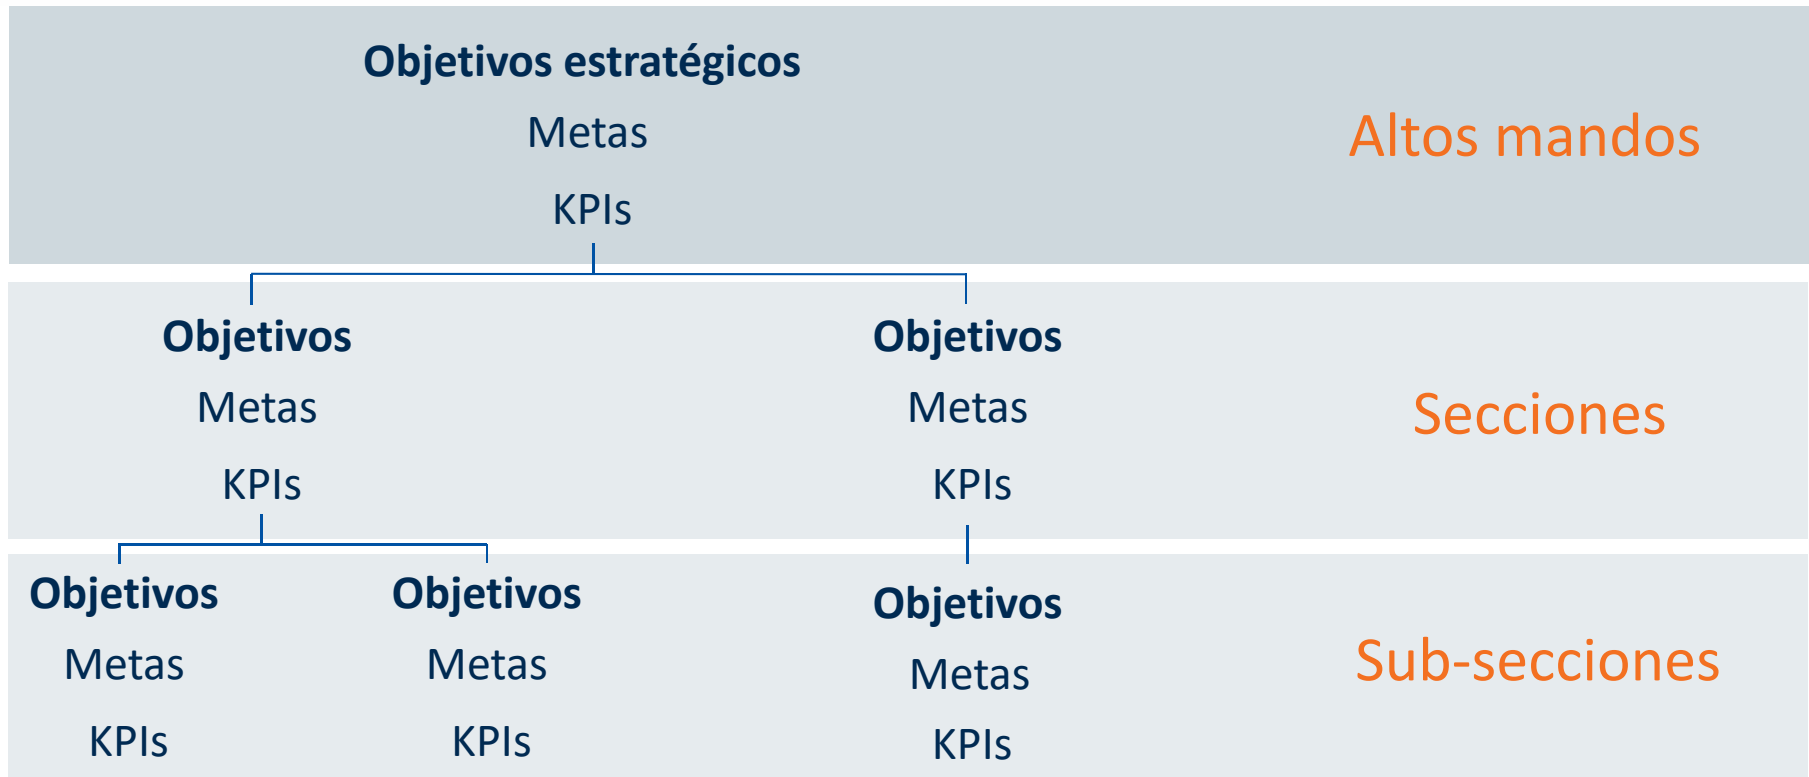 Objetivos estratégicos
Metas
KPIs
Altos mandos
Objetivos
Metas
KPIs
Objetivos
Metas
KPIs
Secciones
Objetivos
Metas
KPIs
Objetivos
Metas
KPIs
Objetivos
Metas
KPIs
Sub-secciones